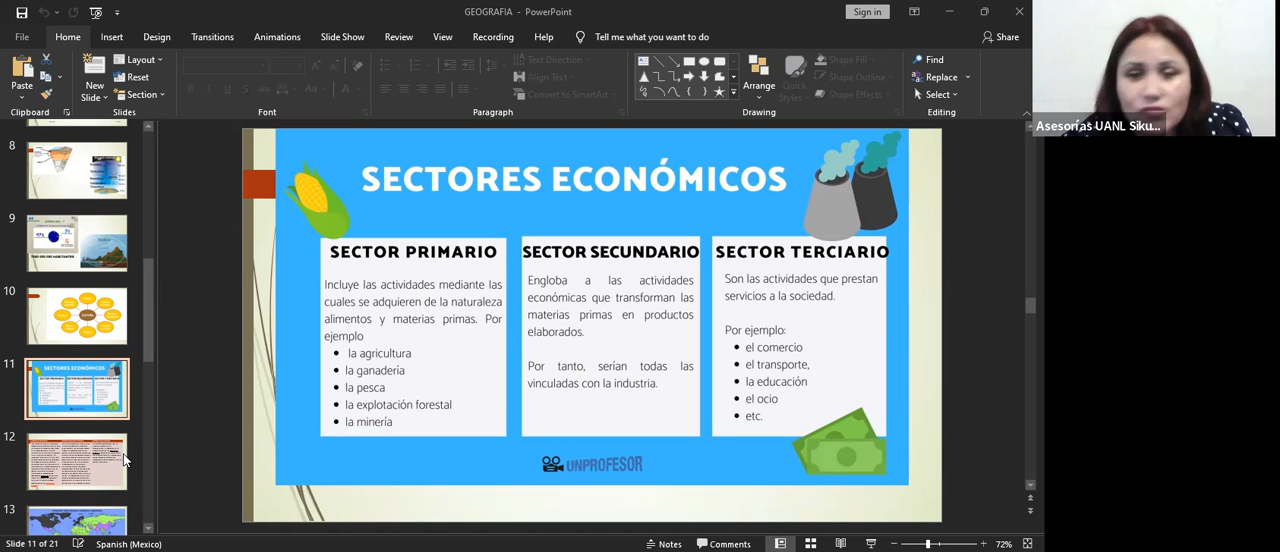 GEOGRAFIA - PowerPoint
Sign in
File Home Insert Design Transitions Animations Slide Show Review View Recording Help Tell me what you want to do Share
Paste
Clipboard
New Slide
Layout
Reset
Section
Slides
Font
Text Direction
Align Text
Convert to SmartArt
Paragraph
Arrange
Quick Styles
Shape Fill
Shape Outline
Shape Effects
Drawing
Find
Replace
Select
Editing
Asesorías UANL Siku...
8
9
10
11
12
13
SECTORES ECONÓMICOS
SECTOR PRIMARIO
Incluye las actividades mediante las
cuales se adquieren de la naturaleza
alimentos y materias primas. Por
ejemplo
• la agricultura
• la ganadería
• la pesca
• la explotación forestal
• la minería
SECTOR SECUNDARIO
Engloba a las actividades
económicas que transforman las
materias primas en productos
elaborados.
Por tanto, serían todas las
vinculadas con la industria.
SECTOR TERCIARIO
Son las actividades que prestan
servicios a la sociedad.
Por ejemplo:
• el comercio
• el transporte,
• la educación
• el ocio
• etc.
UNPROFESOR
Slide 11 of 21
Spanish (Mexico)
Notes
Comments
72%